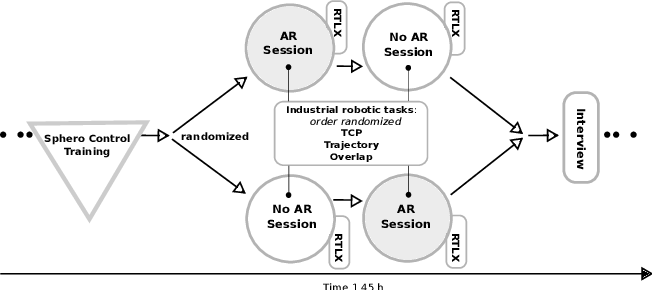 RTLX
RTLX
AR
Session
No AR
Session
Sphero Control
Training
randomized
Industrial robotic tasks:
order randomized
TCP
Trajectory
Overlap
Interview
No AR
Session
AR
Session
RTLX
RTLX
Time 1.45 h